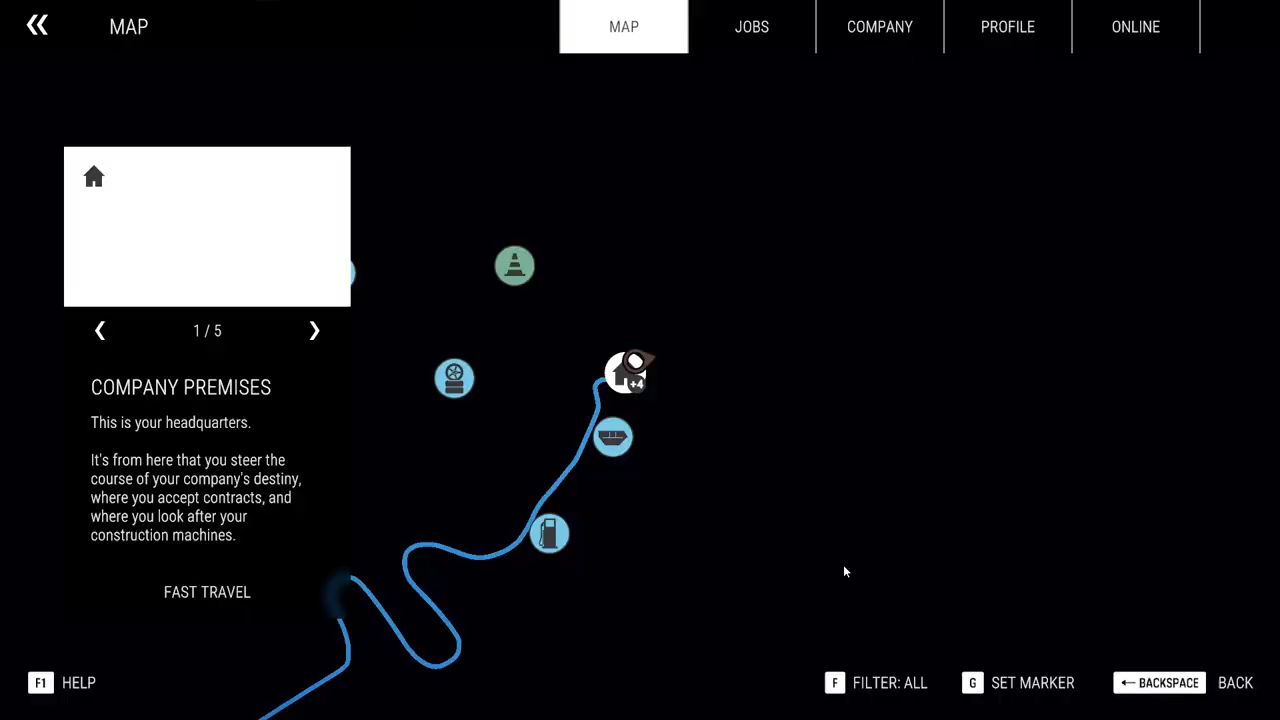 MAP
MAP
JOBS
COMPANY
PROFILE
ONLINE
1 / 5
COMPANY PREMISES
This is your headquarters.
It's from here that you steer the
course of your company's destiny,
where you accept contracts, and
where you look after your
construction machines.
FAST TRAVEL
+4
F1 HELP
F FILTER: ALL
G SET MARKER
← BACKSPACE BACK